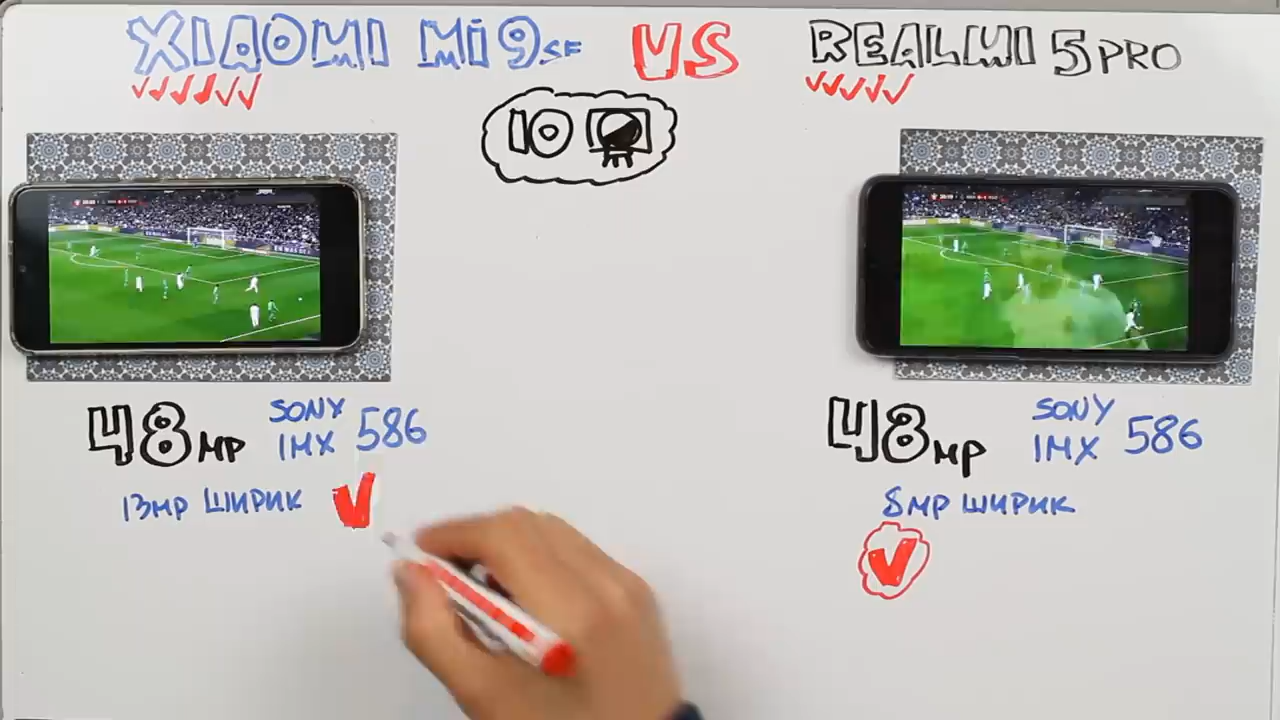 XIAOMI Mi 9 SE VS REALMI 5 PRO
10
48 MP SONY IMX 586
13MP ШИРИК
48 MP SONY IMX 586
8MP ШИРИК